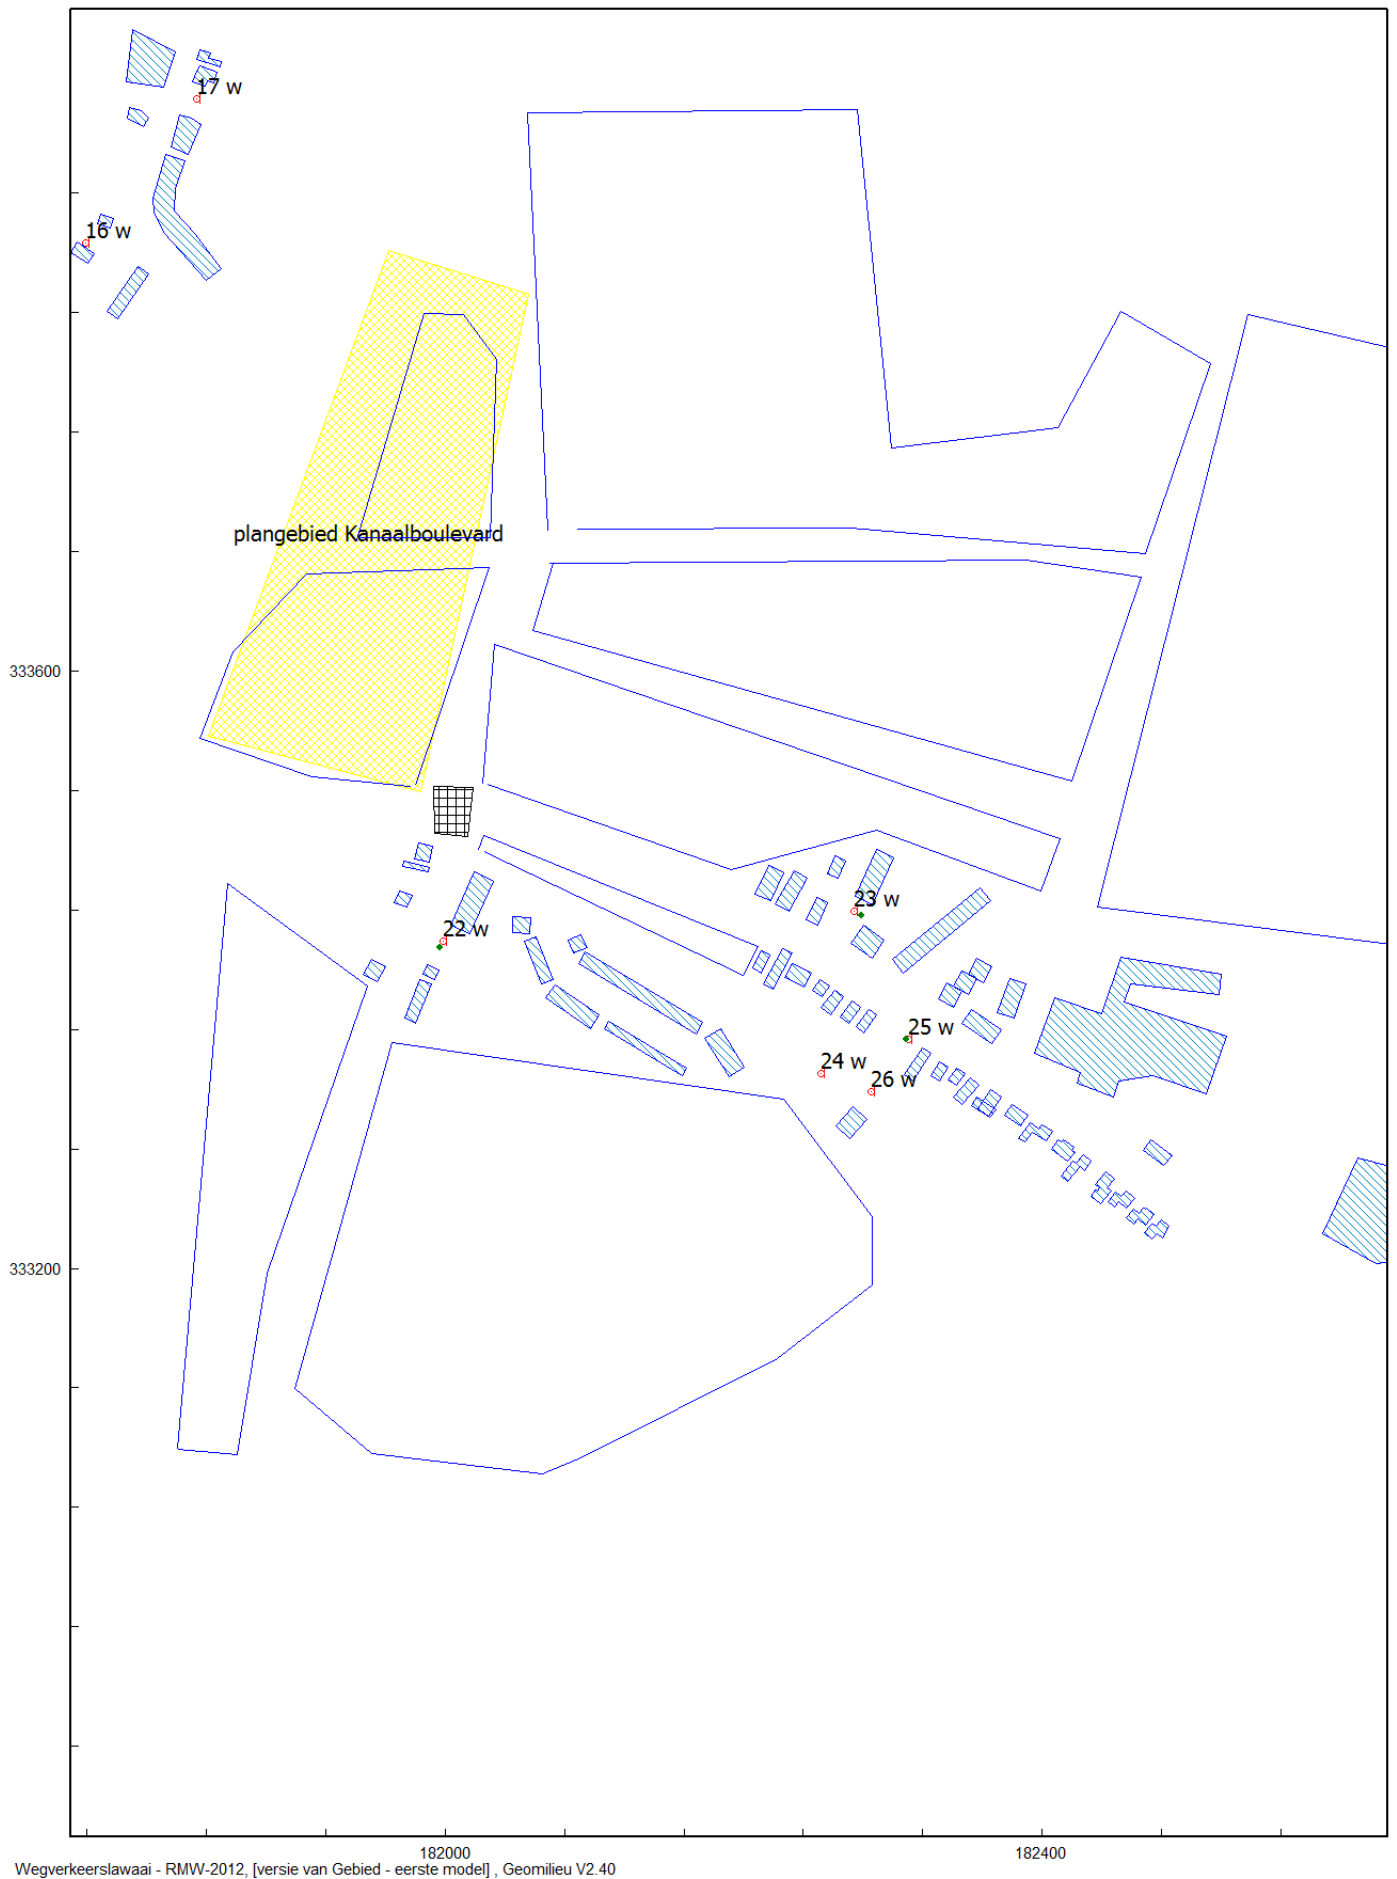 17 w
16 w
plangebied Kanaalboulevard
333600
23 w
22 w
25 w
24 w
26 w
333200
182000
182400
Wegverkeerslawaai - RMW-2012, [versie van Gebied - eerste model] , Geomilieu V2.40